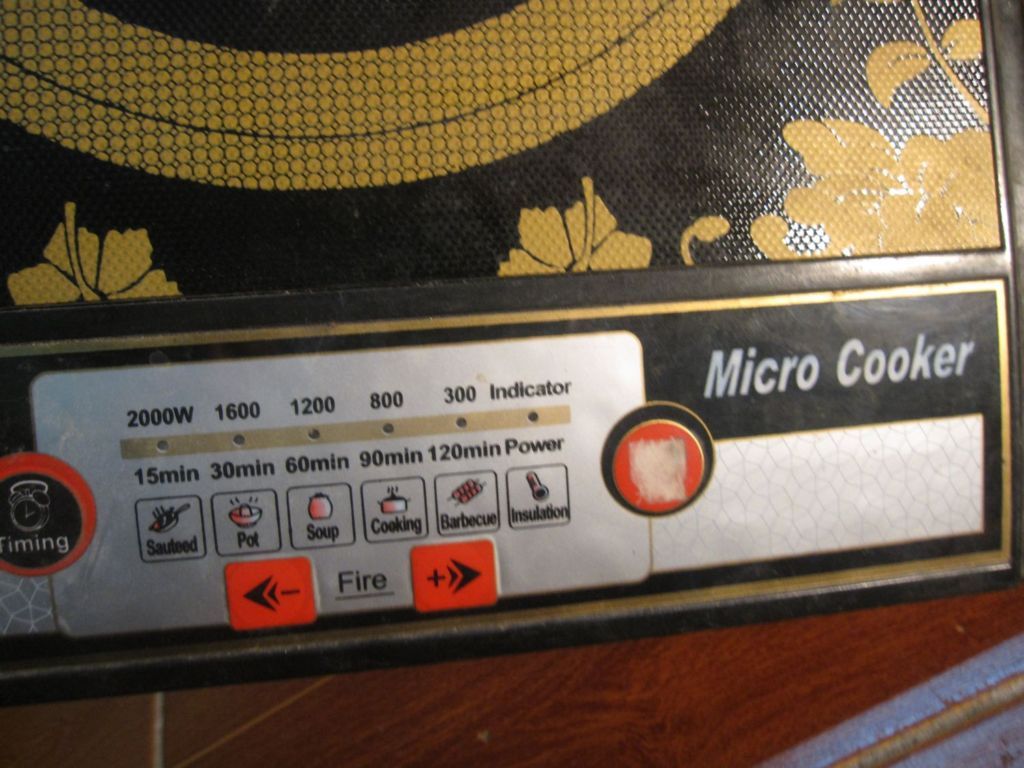 Micro Cooker
2000W 1600 1200 800 300 Indicator
15min 30min 60min 90min 120min Power
Sauteed Pot Soup Cooking Barbecue Insulation
Timing
- Fire +